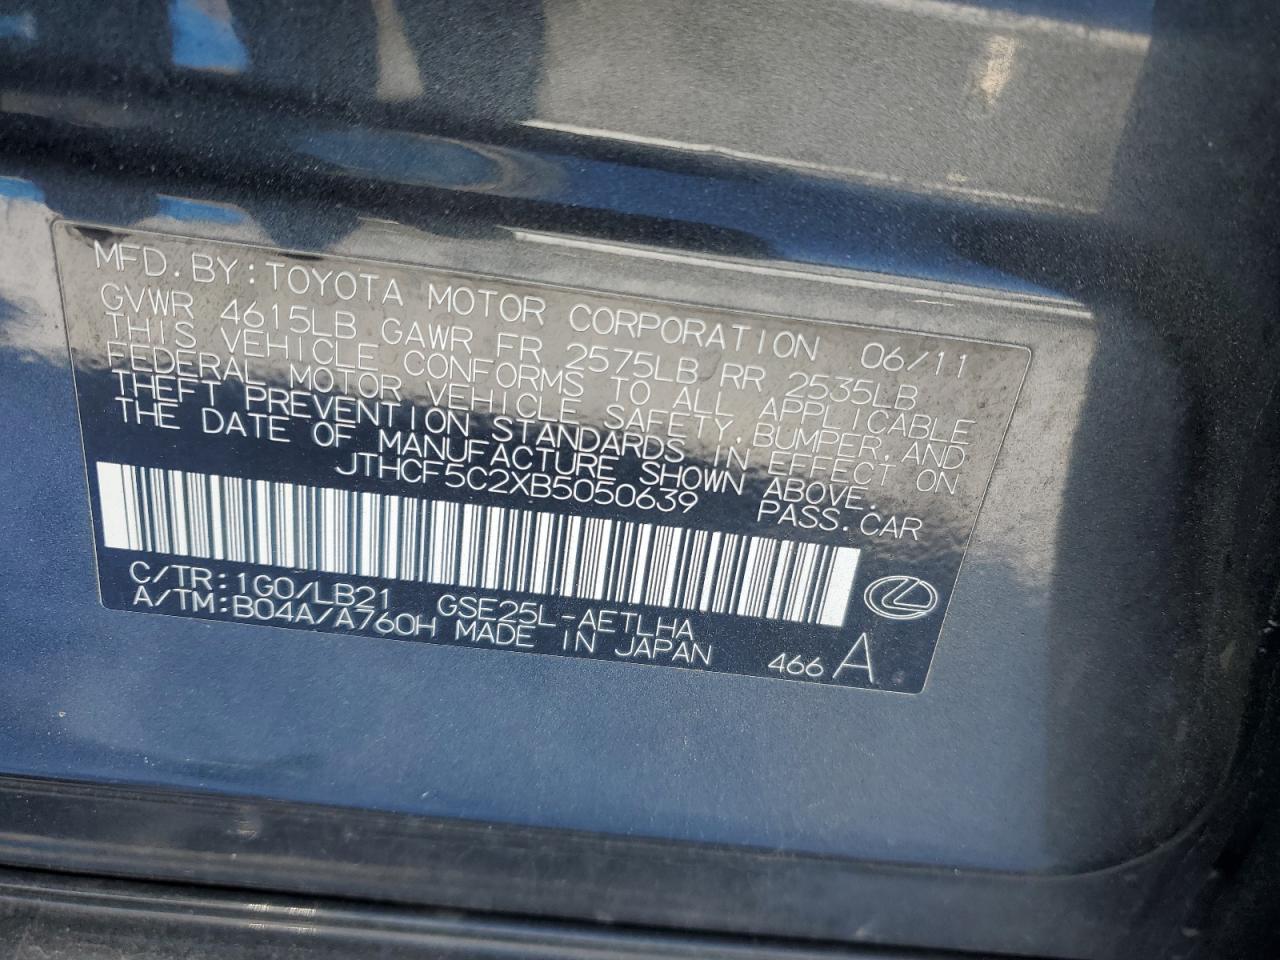 MFD. BY: TOYOTA MOTOR CORPORATION 06/11
GVWR 4615LB GAWR FR 2575LB RR 2535LB
THIS VEHICLE CONFORMS TO ALL APPLICABLE
FEDERAL MOTOR VEHICLE SAFETY, BUMPER, AND
THEFT PREVENTION STANDARDS IN EFFECT ON
THE DATE OF MANUFACTURE SHOWN ABOVE.
JTHCF5C2XB5050639 PASS. CAR
C/TR: 1G0/LB21 GSE25L-AETLHA
A/TM: B04A/A760H MADE IN JAPAN 466 A